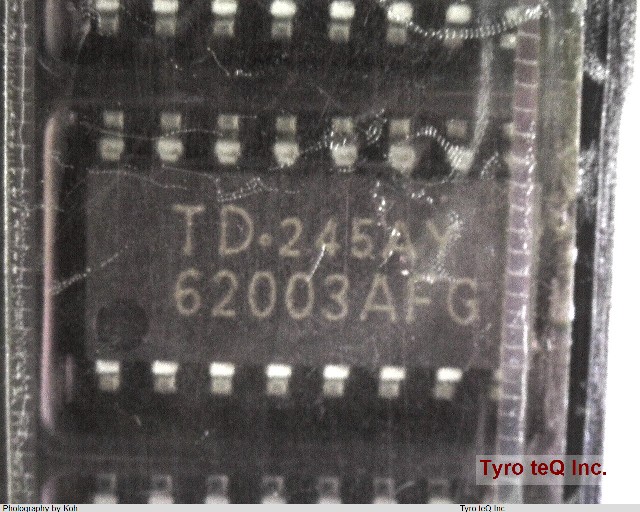 TD·245AY
62003AFG
Tyro teQ Inc.
Photography by Koh
Tyro teQ Inc